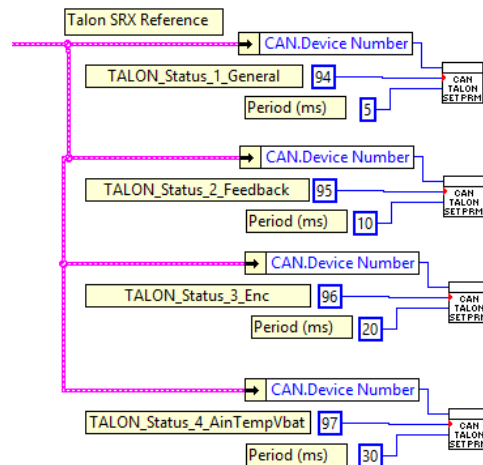 Talon SRX Reference
CAN.Device Number
TALON_Status_1_General 94
CAN
TALON
SETPRM
Period (ms) 5
CAN.Device Number
TALON_Status_2_Feedback 95
CAN
TALON
SETPRM
Period (ms) 10
CAN.Device Number
TALON_Status_3_Enc 96
CAN
TALON
SETPRM
Period (ms) 20
CAN.Device Number
TALON_Status_4_AinTempVbat 97
CAN
TALON
SETPRM
Period (ms) 30